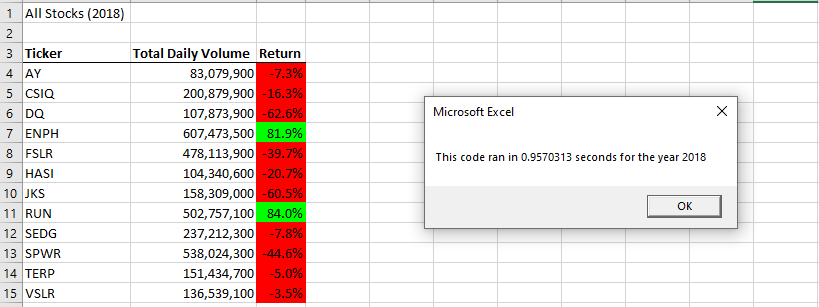 1 All Stocks (2018)
2
3 Ticker Total Daily Volume Return
4 AY 83,079,900 -7.3%
5 CSIQ 200,879,900 -16.3%
6 DQ 107,873,900 -62.6%
7 ENPH 607,473,500 81.9%
8 FSLR 478,113,900 -39.7%
9 HASI 104,340,600 -20.7%
10 JKS 158,309,000 -60.5%
11 RUN 502,757,100 84.0%
12 SEDG 237,212,300 -7.8%
13 SPWR 538,024,300 -44.6%
14 TERP 151,434,700 -5.0%
15 VSLR 136,539,100 -3.5%
Microsoft Excel
This code ran in 0.9570313 seconds for the year 2018
OK